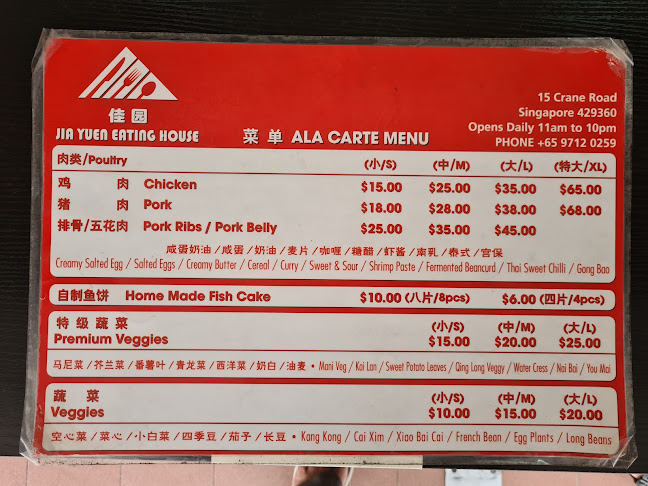 佳园
JIA YUEN EATING HOUSE
菜 单 ALA CARTE MENU
15 Crane Road
Singapore 429360
Opens Daily 11am to 10pm
PHONE +65 9712 0259
肉类/Poultry (小/S) (中/M) (大/L) (特大/XL)
鸡 肉 Chicken $15.00 $25.00 $35.00 $65.00
猪 肉 Pork $18.00 $28.00 $38.00 $68.00
排骨/五花肉 Pork Ribs / Pork Belly $25.00 $35.00 $45.00
咸蛋奶油/咸蛋/奶油/麦片/咖喱/糖醋/虾酱/南乳/泰式/宫保
Creamy Salted Egg / Salted Eggs / Creamy Butter / Cereal / Curry / Sweet & Sour / Shrimp Paste / Fermented Beancurd / Thai Sweet Chilli / Gong Bao
自制鱼饼 Home Made Fish Cake $10.00 (八片/8pcs) $6.00 (四片/4pcs)
特级蔬菜 (小/S) (中/M) (大/L)
Premium Veggies $15.00 $20.00 $25.00
马尼菜/芥兰菜/番薯叶/青龙菜/西洋菜/奶白/油麦 • Mani Veg / Kai Lan / Sweet Potato Leaves / Qing Long Veggy / Water Cress / Nai Bai / You Mai
蔬 菜 (小/S) (中/M) (大/L)
Veggies $10.00 $15.00 $20.00
空心菜/菜心/小白菜/四季豆/茄予/长豆 • Kang Kong / Cai Xim / Xiao Bai Cai / French Bean / Egg Plants / Long Beans